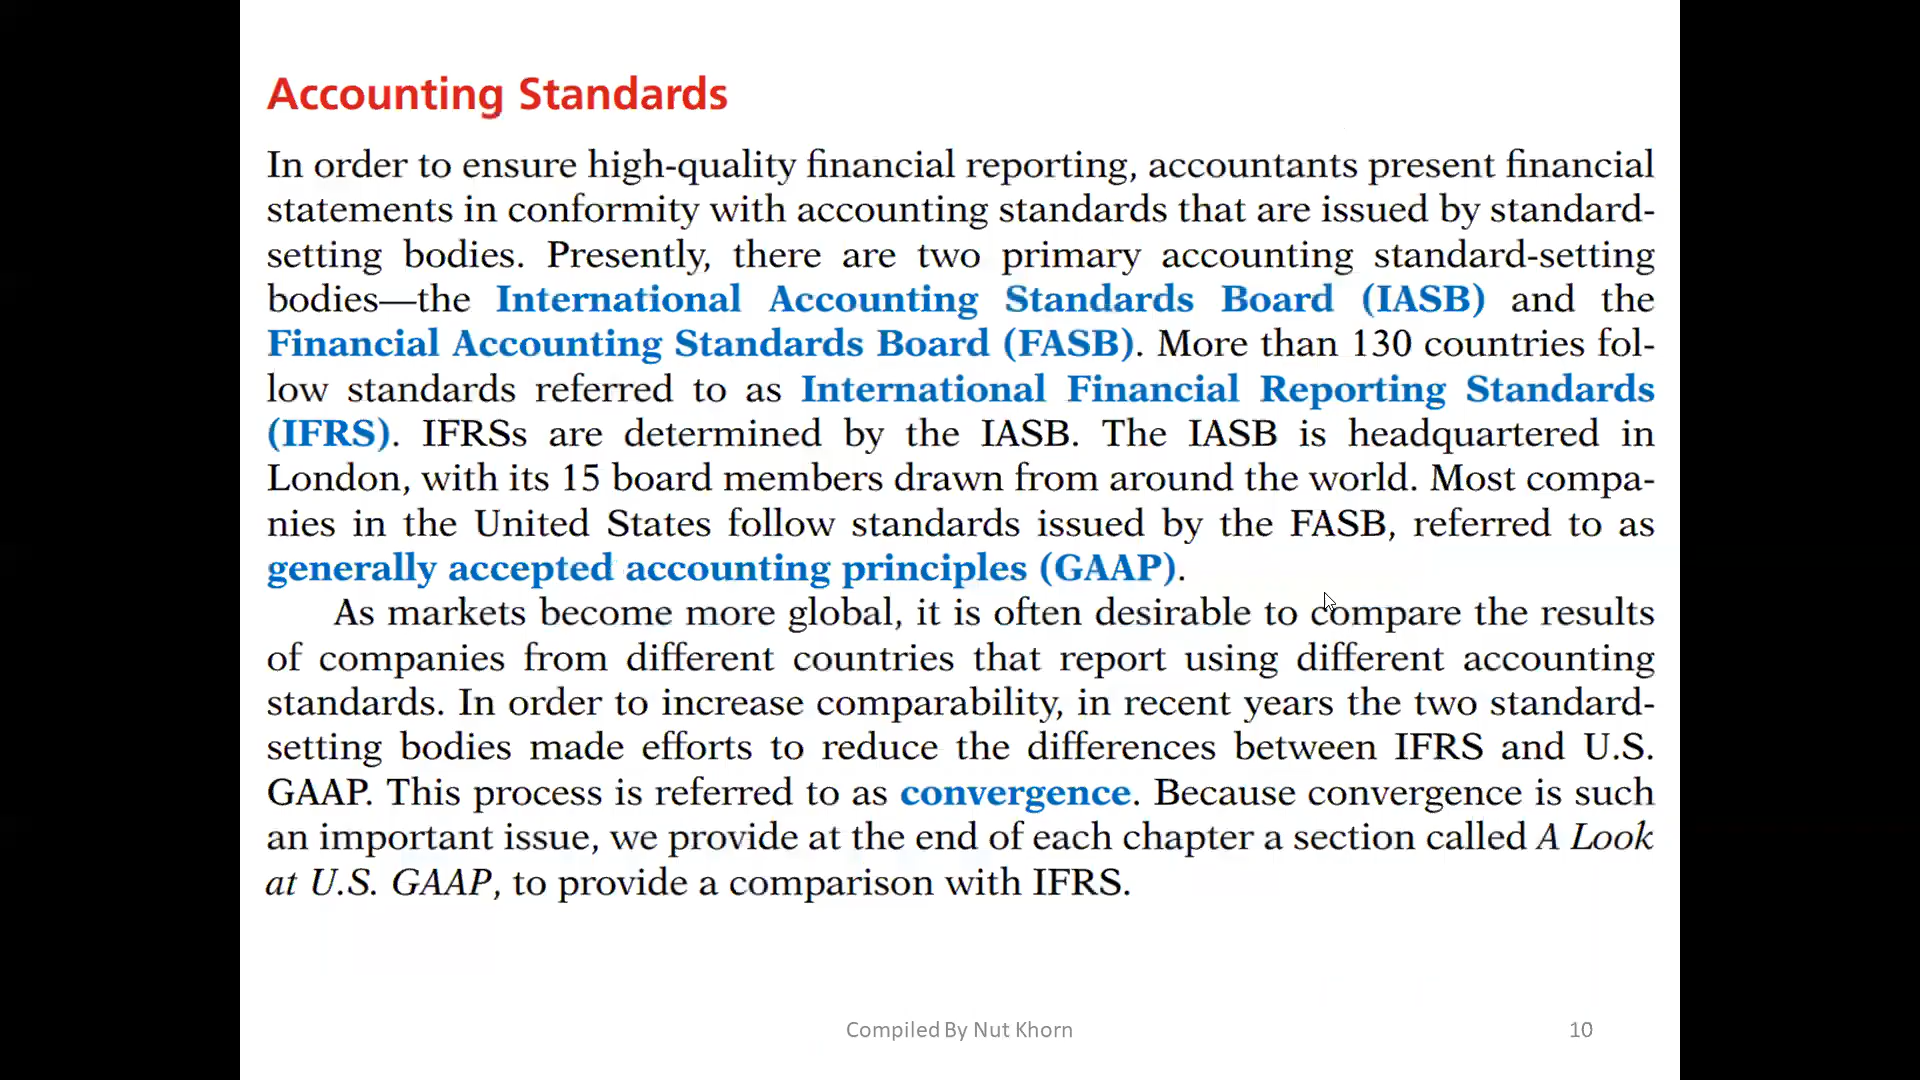 Accounting Standards
In order to ensure high-quality financial reporting, accountants present financial
statements in conformity with accounting standards that are issued by standard-
setting bodies. Presently, there are two primary accounting standard-setting
bodies—the International Accounting Standards Board (IASB) and the
Financial Accounting Standards Board (FASB). More than 130 countries fol-
low standards referred to as International Financial Reporting Standards
(IFRS). IFRSs are determined by the IASB. The IASB is headquartered in
London, with its 15 board members drawn from around the world. Most compa-
nies in the United States follow standards issued by the FASB, referred to as
generally accepted accounting principles (GAAP).
As markets become more global, it is often desirable to compare the results
of companies from different countries that report using different accounting
standards. In order to increase comparability, in recent years the two standard-
setting bodies made efforts to reduce the differences between IFRS and U.S.
GAAP. This process is referred to as convergence. Because convergence is such
an important issue, we provide at the end of each chapter a section called A Look
at U.S. GAAP, to provide a comparison with IFRS.
Compiled By Nut Khorn
10